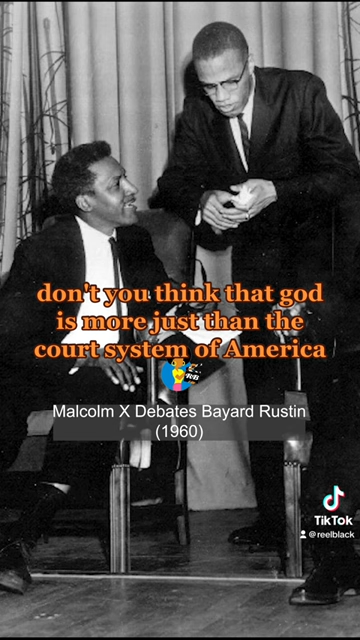 don't you think that god
is more just than the
court system of America
Malcolm X Debates Bayard Rustin
(1960)
TikTok
@reelblack